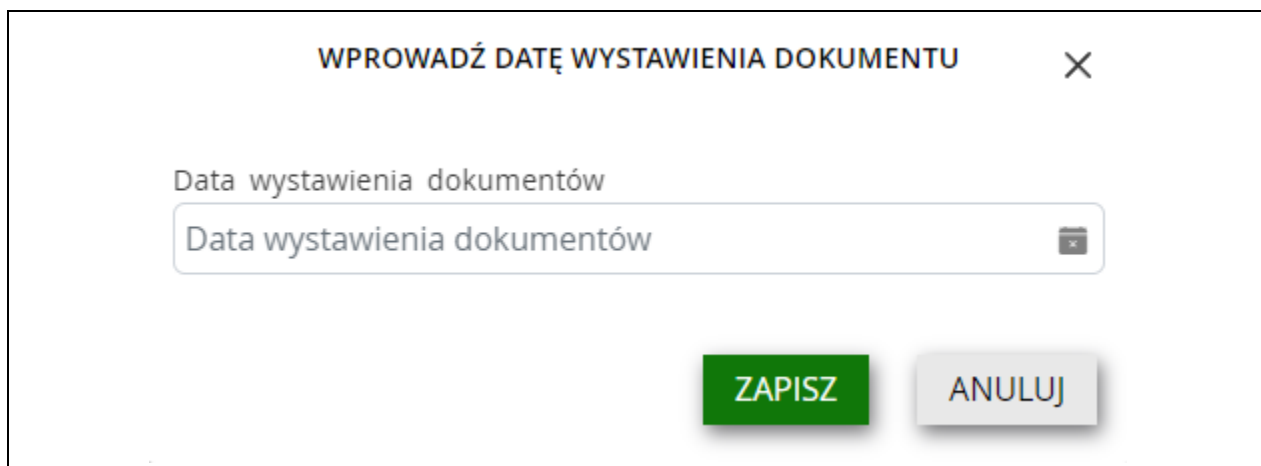 WPROWADŹ DATĘ WYSTAWIENIA DOKUMENTU
Data wystawienia dokumentów
Data wystawienia dokumentów
ZAPISZ
ANULUJ